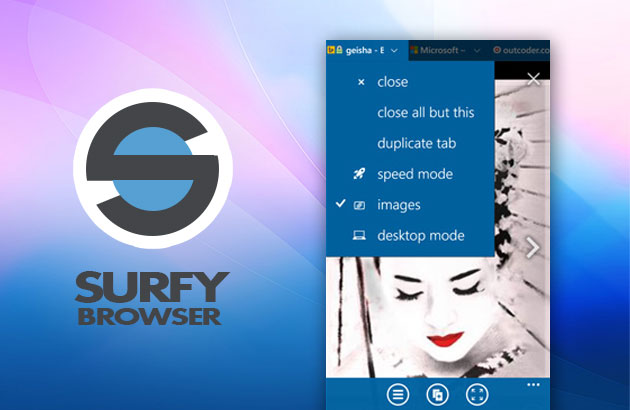 SURFY
BROWSER
geisha - E
Microsoft –
outcoder.co
close
close all but this
duplicate tab
speed mode
images
desktop mode